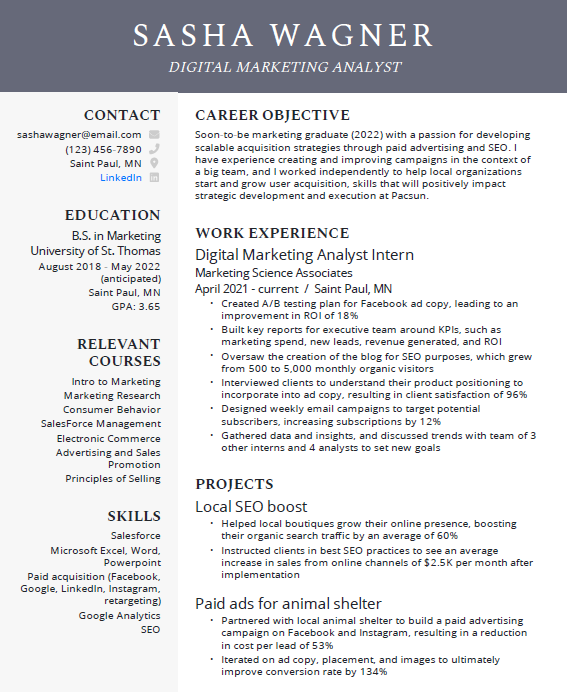 SASHA WAGNER
DIGITAL MARKETING ANALYST
CONTACT
sashawagner@email.com
(123) 456-7890
Saint Paul, MN
LinkedIn
EDUCATION
B.S. in Marketing
University of St. Thomas
August 2018 - May 2022
(anticipated)
Saint Paul, MN
GPA: 3.65
RELEVANT
COURSES
Intro to Marketing
Marketing Research
Consumer Behavior
SalesForce Management
Electronic Commerce
Advertising and Sales
Promotion
Principles of Selling
SKILLS
Salesforce
Microsoft Excel, Word,
Powerpoint
Paid acquisition (Facebook,
Google, LinkedIn, Instagram,
retargeting)
Google Analytics
SEO
CAREER OBJECTIVE
Soon-to-be marketing graduate (2022) with a passion for developing
scalable acquisition strategies through paid advertising and SEO. I
have experience creating and improving campaigns in the context of
a big team, and I worked independently to help local organizations
start and grow user acquisition, skills that will positively impact
strategic development and execution at Pacsun.
WORK EXPERIENCE
Digital Marketing Analyst Intern
Marketing Science Associates
April 2021 - current / Saint Paul, MN
• Created A/B testing plan for Facebook ad copy, leading to an
improvement in ROI of 18%
• Built key reports for executive team around KPIs, such as
marketing spend, new leads, revenue generated, and ROI
• Oversaw the creation of the blog for SEO purposes, which grew
from 500 to 5,000 monthly organic visitors
• Interviewed clients to understand their product positioning to
incorporate into ad copy, resulting in client satisfaction of 96%
• Designed weekly email campaigns to target potential
subscribers, increasing subscriptions by 12%
• Gathered data and insights, and discussed trends with team of 3
other interns and 4 analysts to set new goals
PROJECTS
Local SEO boost
• Helped local boutiques grow their online presence, boosting
their organic search traffic by an average of 60%
• Instructed clients in best SEO practices to see an average
increase in sales from online channels of $2.5K per month after
implementation
Paid ads for animal shelter
• Partnered with local animal shelter to build a paid advertising
campaign on Facebook and Instagram, resulting in a reduction
in cost per lead of 53%
• Iterated on ad copy, placement, and images to ultimately
improve conversion rate by 134%